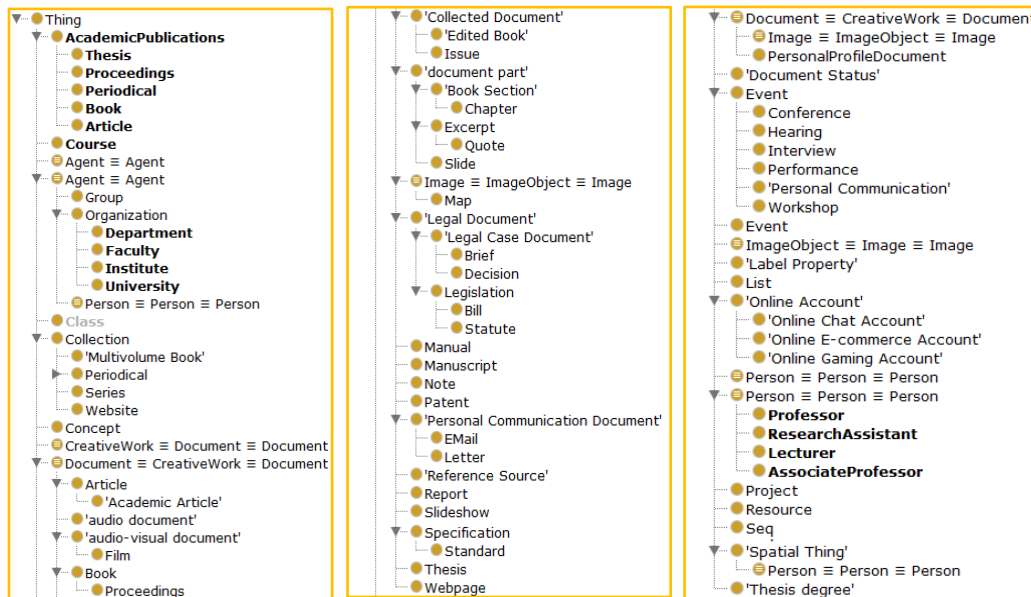 Thing
AcademicPublications
Thesis
Proceedings
Periodical
Book
Article
Course
Agent ≡ Agent
Agent ≡ Agent
Group
Organization
Department
Faculty
Institute
University
Person ≡ Person ≡ Person
Class
Collection
'Multivolume Book'
Periodical
Series
Website
Concept
CreativeWork ≡ Document ≡ Document
Document ≡ CreativeWork ≡ Document
Article
'Academic Article'
'audio document'
'audio-visual document'
Film
Book
Proceedings
'Collected Document'
'Edited Book'
Issue
'document part'
'Book Section'
Chapter
Excerpt
Quote
Slide
Image ≡ ImageObject ≡ Image
Map
'Legal Document'
'Legal Case Document'
Brief
Decision
Legislation
Bill
Statute
Manual
Manuscript
Note
Patent
'Personal Communication Document'
EMail
Letter
'Reference Source'
Report
Slideshow
Specification
Standard
Thesis
Webpage
Document ≡ CreativeWork ≡ Document
Image ≡ ImageObject ≡ Image
PersonalProfileDocument
'Document Status'
Event
Conference
Hearing
Interview
Performance
'Personal Communication'
Workshop
Event
ImageObject ≡ Image ≡ Image
'Label Property'
List
'Online Account'
'Online Chat Account'
'Online E-commerce Account'
'Online Gaming Account'
Person ≡ Person ≡ Person
Person ≡ Person ≡ Person
Professor
ResearchAssistant
Lecturer
AssociateProfessor
Project
Resource
Seq
'Spatial Thing'
Person ≡ Person ≡ Person
'Thesis degree'